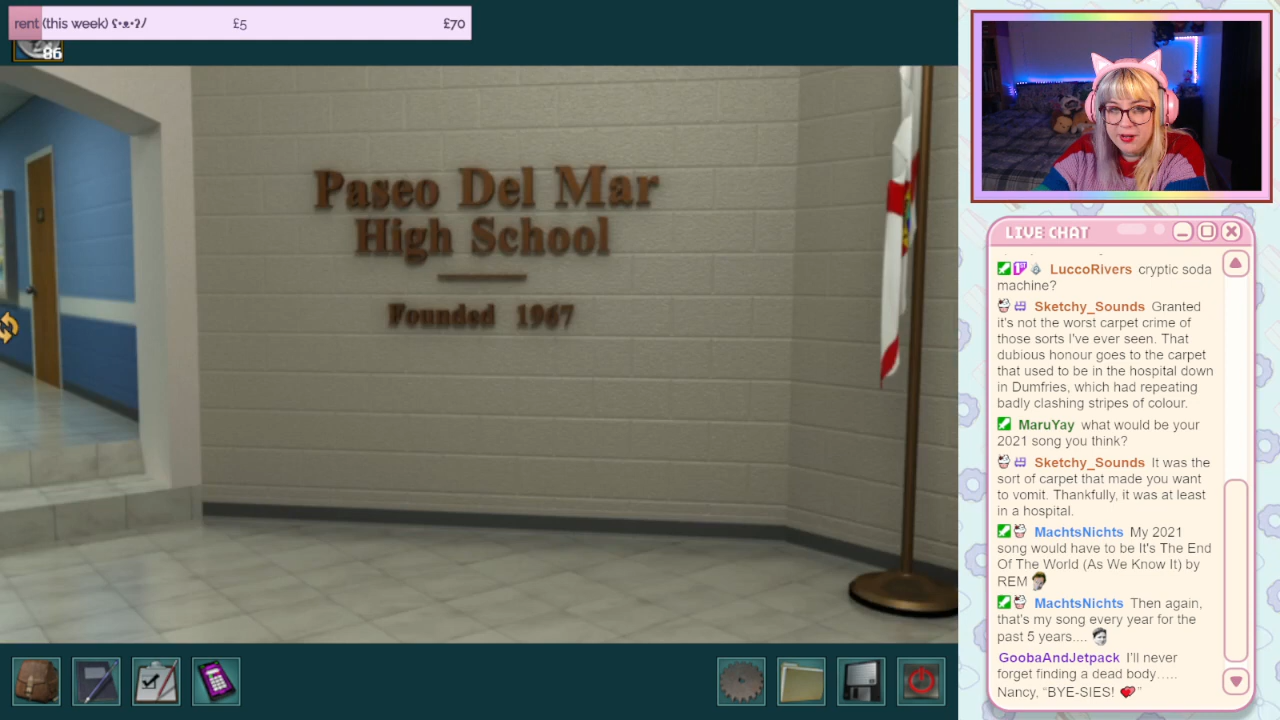 rent (this week) ʕ•ᴥ•ʔﾉ £5 £70
86
Paseo Del Mar
High School
Founded 1967
LIVE CHAT
LuccoRivers cryptic soda
machine?
Sketchy_Sounds Granted
it's not the worst carpet crime of
those sorts I've ever seen. That
dubious honour goes to the carpet
that used to be in the hospital down
in Dumfries, which had repeating
badly clashing stripes of colour.
MaruYay what would be your
2021 song you think?
Sketchy_Sounds It was the
sort of carpet that made you want
to vomit. Thankfully, it was at least
in a hospital.
MachtsNichts My 2021
song would have to be It's The End
Of The World (As We Know It) by
REM
MachtsNichts Then again,
that's my song every year for the
past 5 years....
GoobaAndJetpack I'll never
forget finding a dead body…..
Nancy, “BYE-SIES! 💕”